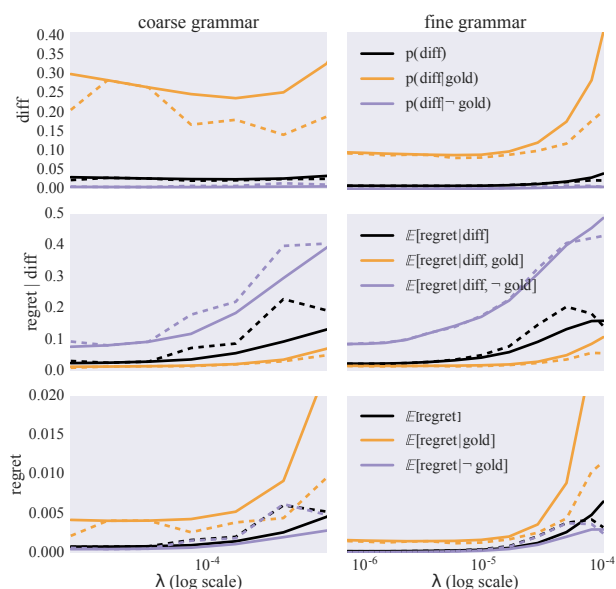 coarse grammar
fine grammar
0.40
0.35
0.30
0.25
0.20
0.15
0.10
0.05
0.00
diff
p(diff)
p(diff|gold)
p(diff|¬ gold)
0.5
0.4
0.3
0.2
0.1
0.0
regret | diff
𝔼[regret|diff]
𝔼[regret|diff, gold]
𝔼[regret|diff, ¬ gold]
0.020
0.015
0.010
0.005
0.000
regret
𝔼[regret]
𝔼[regret|gold]
𝔼[regret|¬ gold]
10⁻⁴
10⁻⁶
10⁻⁵
10⁻⁴
λ (log scale)
λ (log scale)